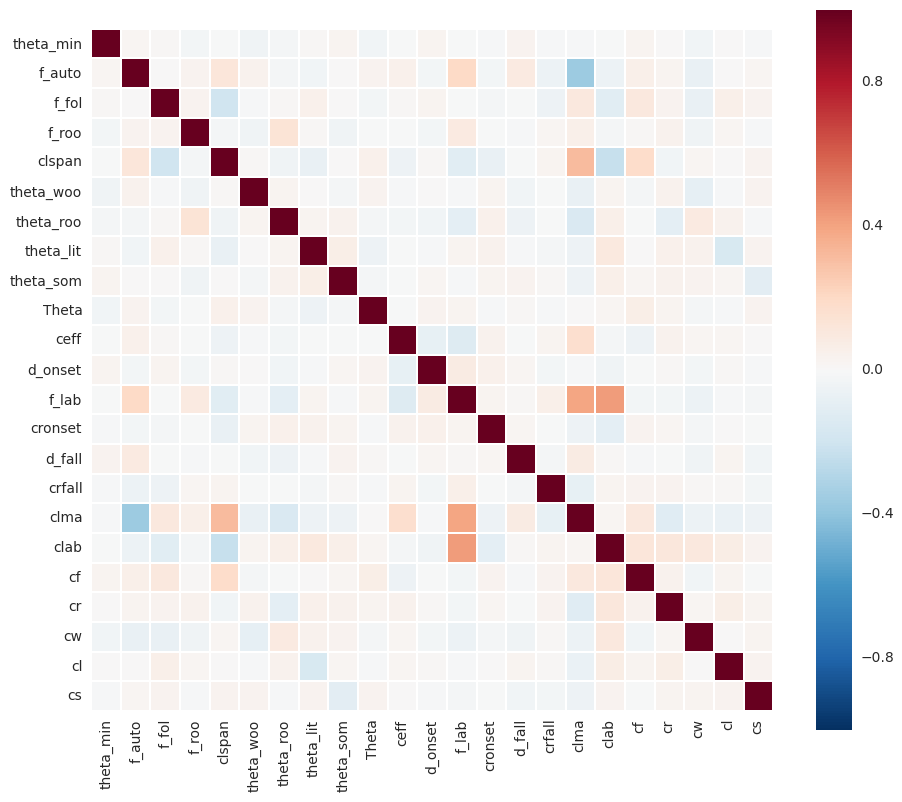 theta_min
f_auto
f_fol
f_roo
clspan
theta_woo
theta_roo
theta_lit
theta_som
Theta
ceff
d_onset
f_lab
cronset
d_fall
crfall
clma
clab
cf
cr
cw
cl
cs
theta_min
f_auto
f_fol
f_roo
clspan
theta_woo
theta_roo
theta_lit
theta_som
Theta
ceff
d_onset
f_lab
cronset
d_fall
crfall
clma
clab
cf
cr
cw
cl
cs
0.8
0.4
0.0
−0.4
−0.8